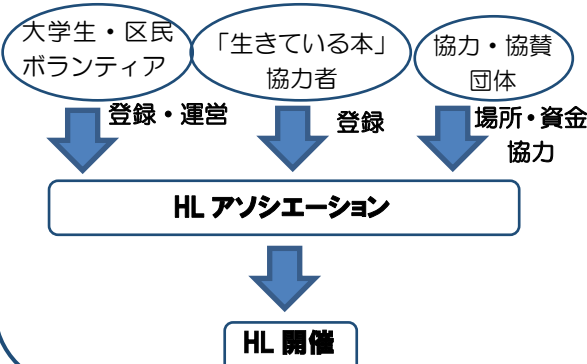 大学生・区民
ボランティア
「生きている本」
協力者
協力・協賛
団体
登録・運営
登録
場所・資金
協力
HL アソシエーション
HL 開催